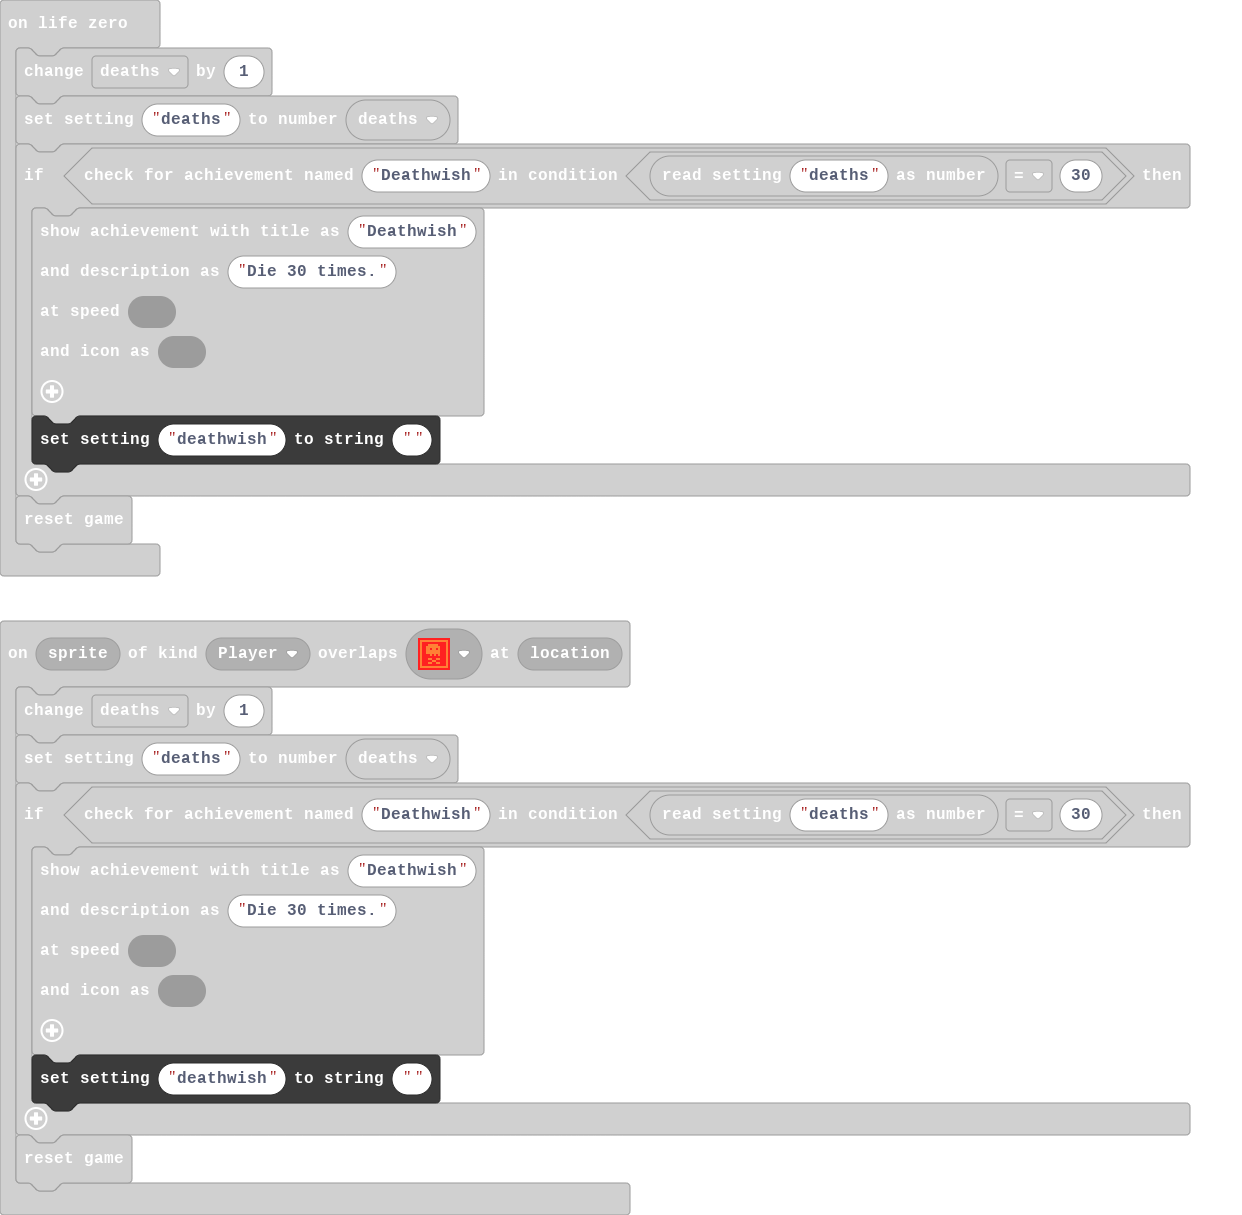 on life zero
change deaths by 1
set setting "deaths" to number deaths
if check for achievement named "Deathwish" in condition read setting "deaths" as number = 30 then
show achievement with title as "Deathwish"
and description as "Die 30 times."
at speed
and icon as
set setting "deathwish" to string ""
reset game
on sprite of kind Player overlaps at location
change deaths by 1
set setting "deaths" to number deaths
if check for achievement named "Deathwish" in condition read setting "deaths" as number = 30 then
show achievement with title as "Deathwish"
and description as "Die 30 times."
at speed
and icon as
set setting "deathwish" to string ""
reset game